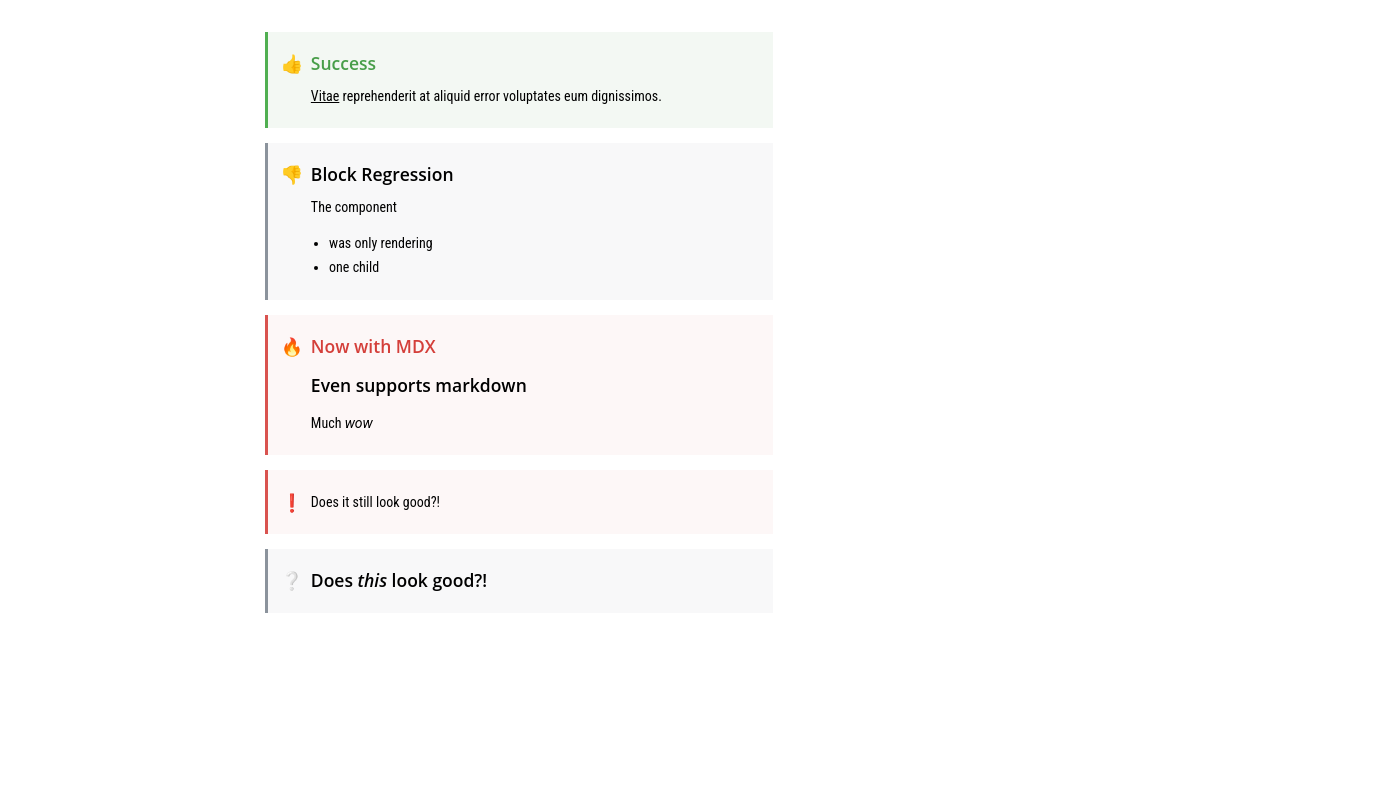 👍 Success
Vitae reprehenderit at aliquid error voluptates eum dignissimos.
👎 Block Regression
The component
• was only rendering
• one child
🔥 Now with MDX
Even supports markdown
Much wow
❗ Does it still look good?!
❔ Does this look good?!